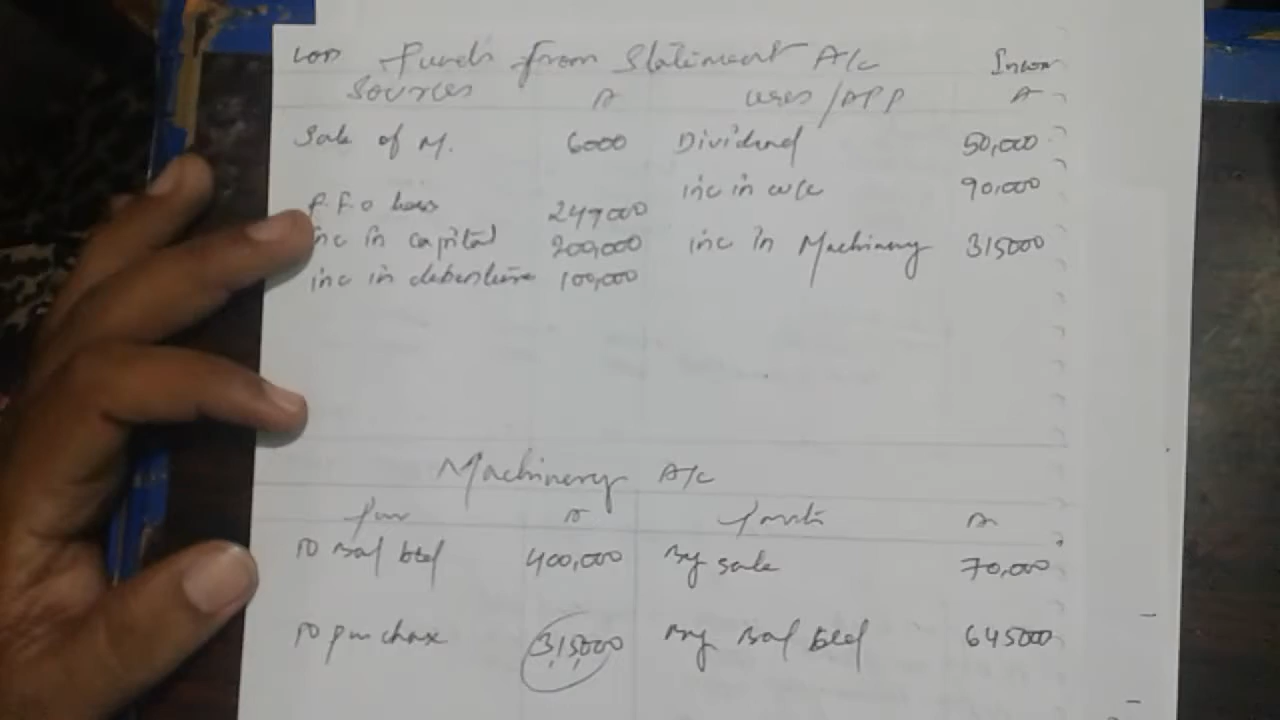 Funds from Statement A/c
Sources uses/APP
Sale of M. 6000 Dividend 50,000
inc in w/c 90,000
F.F.O 249000
inc in capital 200,000 inc in Machinery 315000
inc in debenture 100,000
Machinery A/c
To Bal b+d 400,000 By sale 70,000
To purchase 315000 By Bal 645000